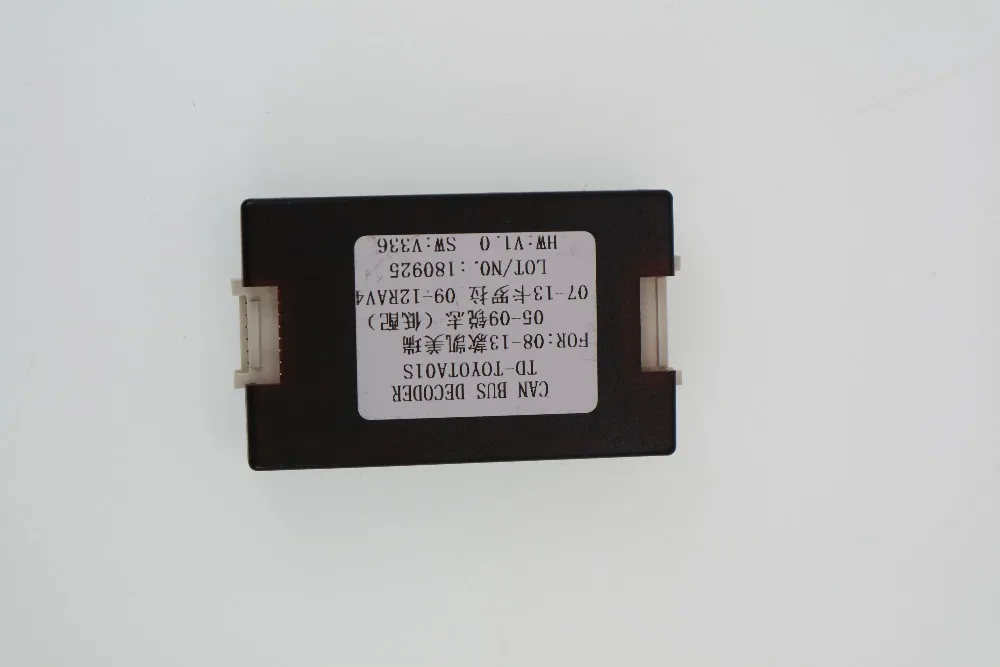 CAN BUS DECODER
TD-TOYOTA01S
FOR:08-13款凯美瑞
05-09锐志（低配）
07-13卡罗拉 09-12RAV4
LOT/NO.:180925
HW:V1.0 SW:V336